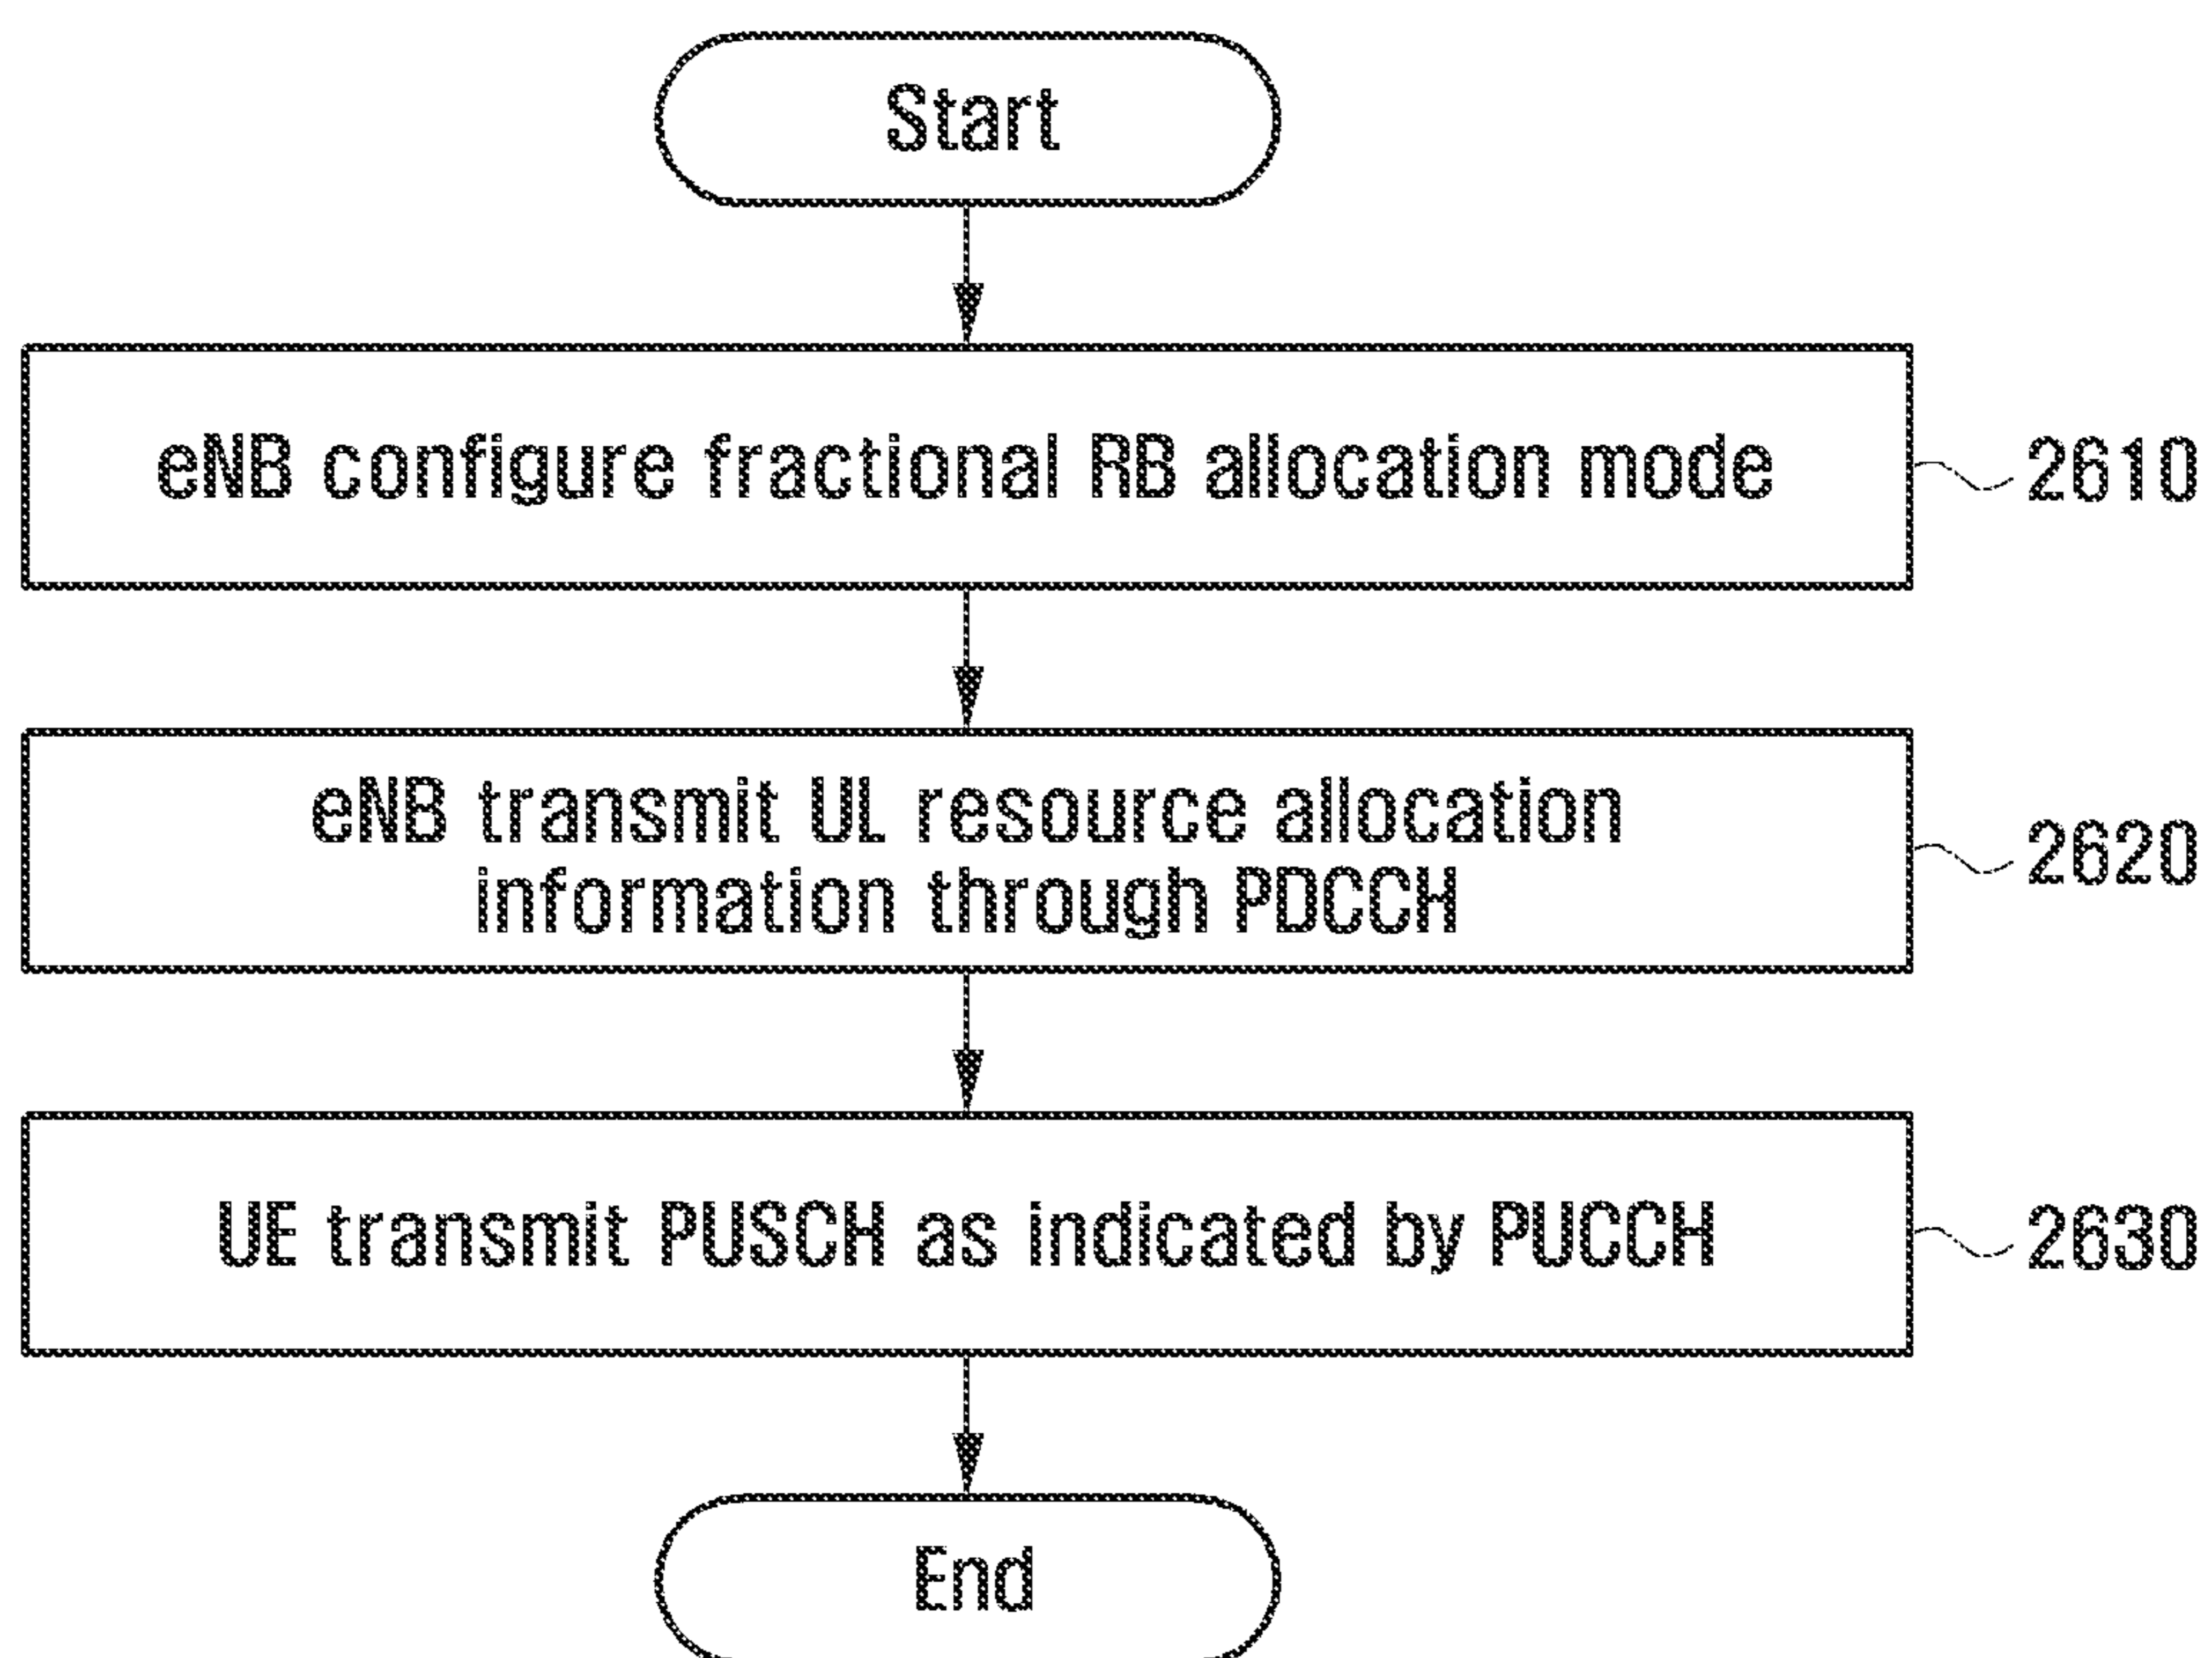 Start
eNB configure fractional RB allocation mode
2610
eNB transmit UL resource allocation
information through PDCCH
2620
UE transmit PUSCH as indicated by PUCCH
2630
End